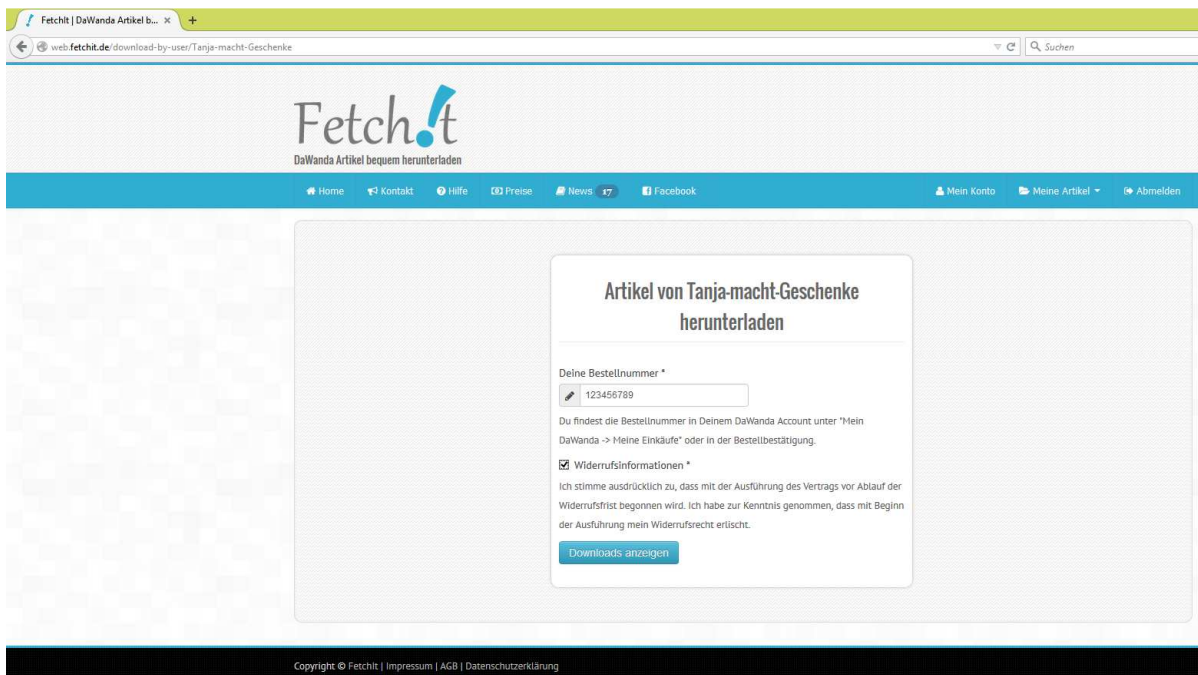 FetchIt | DaWanda Artikel b... × +
web.fetchit.de/download-by-user/Tanja-macht-Geschenke Suchen
Fetch!t
DaWanda Artikel bequem herunterladen
Home Kontakt Hilfe Preise News 17 Facebook Mein Konto Meine Artikel Abmelden
Artikel von Tanja-macht-Geschenke
herunterladen
Deine Bestellnummer *
123456789
Du findest die Bestellnummer in Deinem DaWanda Account unter "Mein
DaWanda -> Meine Einkäufe" oder in der Bestellbestätigung.
Widerrufsinformationen *
Ich stimme ausdrücklich zu, dass mit der Ausführung des Vertrags vor Ablauf der
Widerrufsfrist begonnen wird. Ich habe zur Kenntnis genommen, dass mit Beginn
der Ausführung mein Widerrufsrecht erlischt.
Downloads anzeigen
Copyright © FetchIt | Impressum | AGB | Datenschutzerklärung